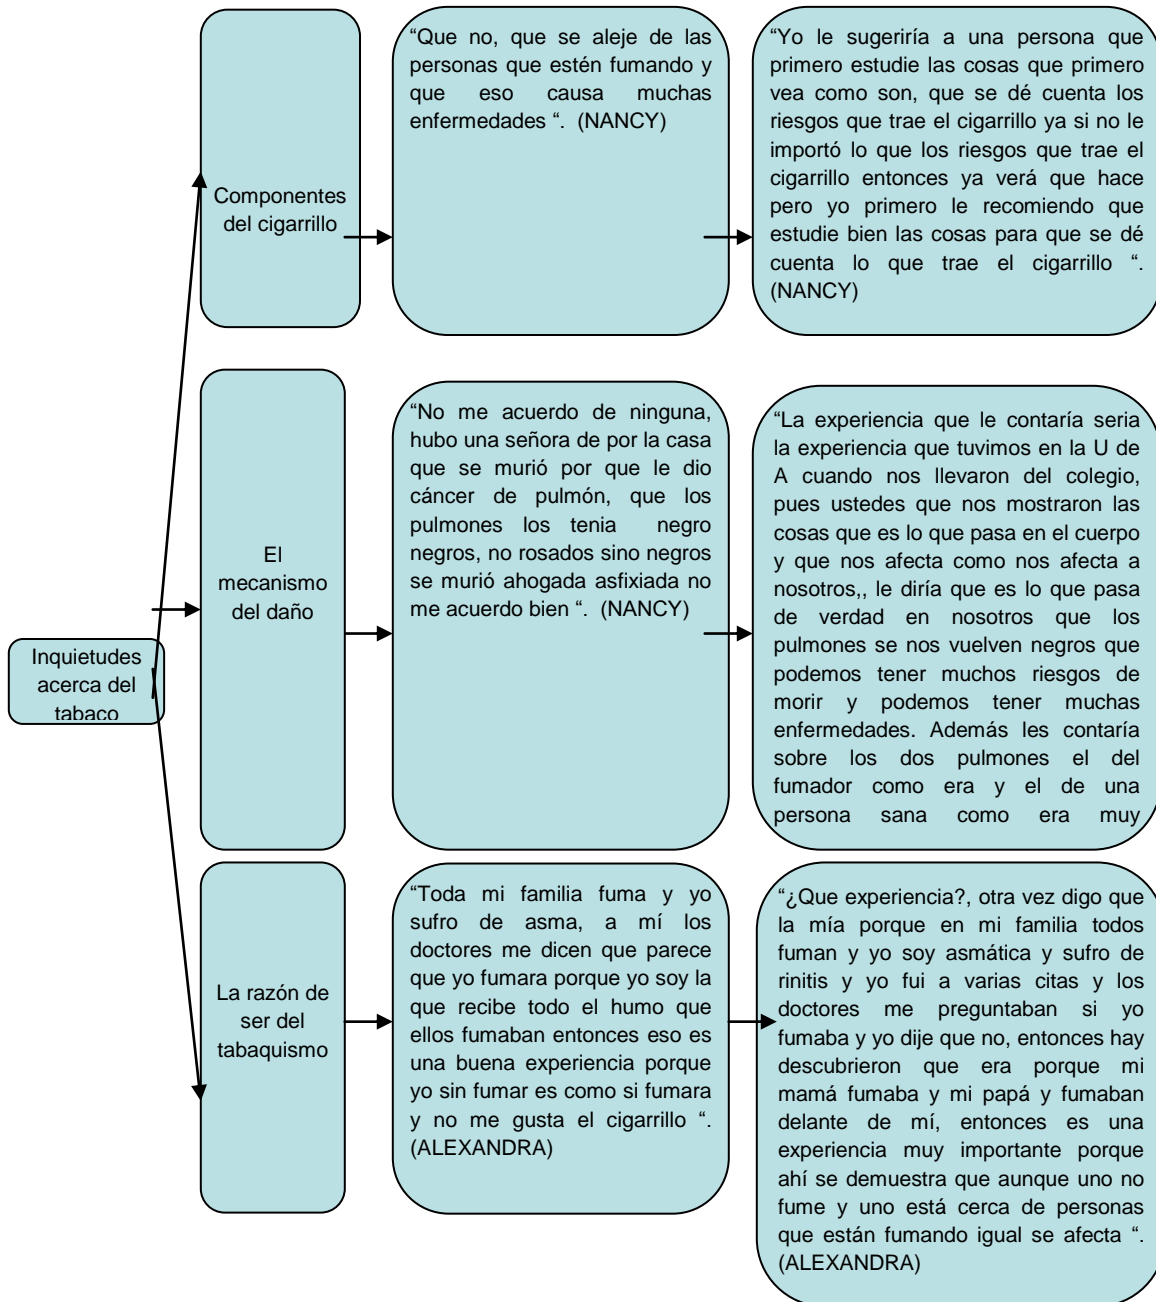 Inquietudes
acerca del
tabaco
Componentes
del cigarrillo
“Que no, que se aleje de las
personas que estén fumando y
que eso causa muchas
enfermedades “. (NANCY)
“Yo le sugeriría a una persona que
primero estudie las cosas que primero
vea como son, que se dé cuenta los
riesgos que trae el cigarrillo ya si no le
importó lo que los riesgos que trae el
cigarrillo entonces ya verá que hace
pero yo primero le recomiendo que
estudie bien las cosas para que se dé
cuenta lo que trae el cigarrillo “.
(NANCY)
El
mecanismo
del daño
“No me acuerdo de ninguna,
hubo una señora de por la casa
que se murió por que le dio
cáncer de pulmón, que los
pulmones los tenia negro
negros, no rosados sino negros
se murió ahogada asfixiada no
me acuerdo bien “. (NANCY)
“La experiencia que le contaría seria
la experiencia que tuvimos en la U de
A cuando nos llevaron del colegio,
pues ustedes que nos mostraron las
cosas que es lo que pasa en el cuerpo
y que nos afecta como nos afecta a
nosotros,, le diría que es lo que pasa
de verdad en nosotros que los
pulmones se nos vuelven negros que
podemos tener muchos riesgos de
morir y podemos tener muchas
enfermedades. Además les contaría
sobre los dos pulmones el del
fumador como era y el de una
persona sana como era muy
La razón de
ser del
tabaquismo
“Toda mi familia fuma y yo
sufro de asma, a mí los
doctores me dicen que parece
que yo fumara porque yo soy la
que recibe todo el humo que
ellos fumaban entonces eso es
una buena experiencia porque
yo sin fumar es como si fumara
y no me gusta el cigarrillo “.
(ALEXANDRA)
“¿Que experiencia?, otra vez digo que
la mía porque en mi familia todos
fuman y yo soy asmática y sufro de
rinitis y yo fui a varias citas y los
doctores me preguntaban si yo
fumaba y yo dije que no, entonces hay
descubrieron que era porque mi
mamá fumaba y mi papá y fumaban
delante de mí, entonces es una
experiencia muy importante porque
ahí se demuestra que aunque uno no
fume y uno está cerca de personas
que están fumando igual se afecta “.
(ALEXANDRA)